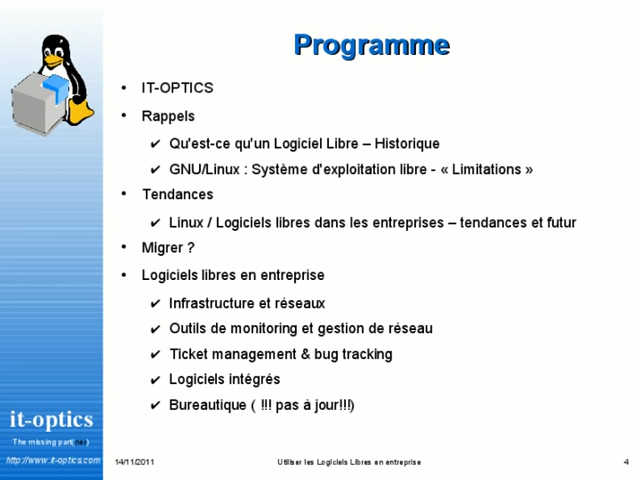 Programme
• IT-OPTICS
• Rappels
✔ Qu'est-ce qu'un Logiciel Libre – Historique
✔ GNU/Linux : Système d'exploitation libre - « Limitations »
• Tendances
✔ Linux / Logiciels libres dans les entreprises – tendances et futur
• Migrer ?
• Logiciels libres en entreprise
✔ Infrastructure et réseaux
✔ Outils de monitoring et gestion de réseau
✔ Ticket management & bug tracking
✔ Logiciels intégrés
✔ Bureautique ( !!! pas à jour!!!)
it-optics
The missing part(ner)
http://www.it-optics.com
14/11/2011
Utiliser les Logiciels Libres en entreprise
4